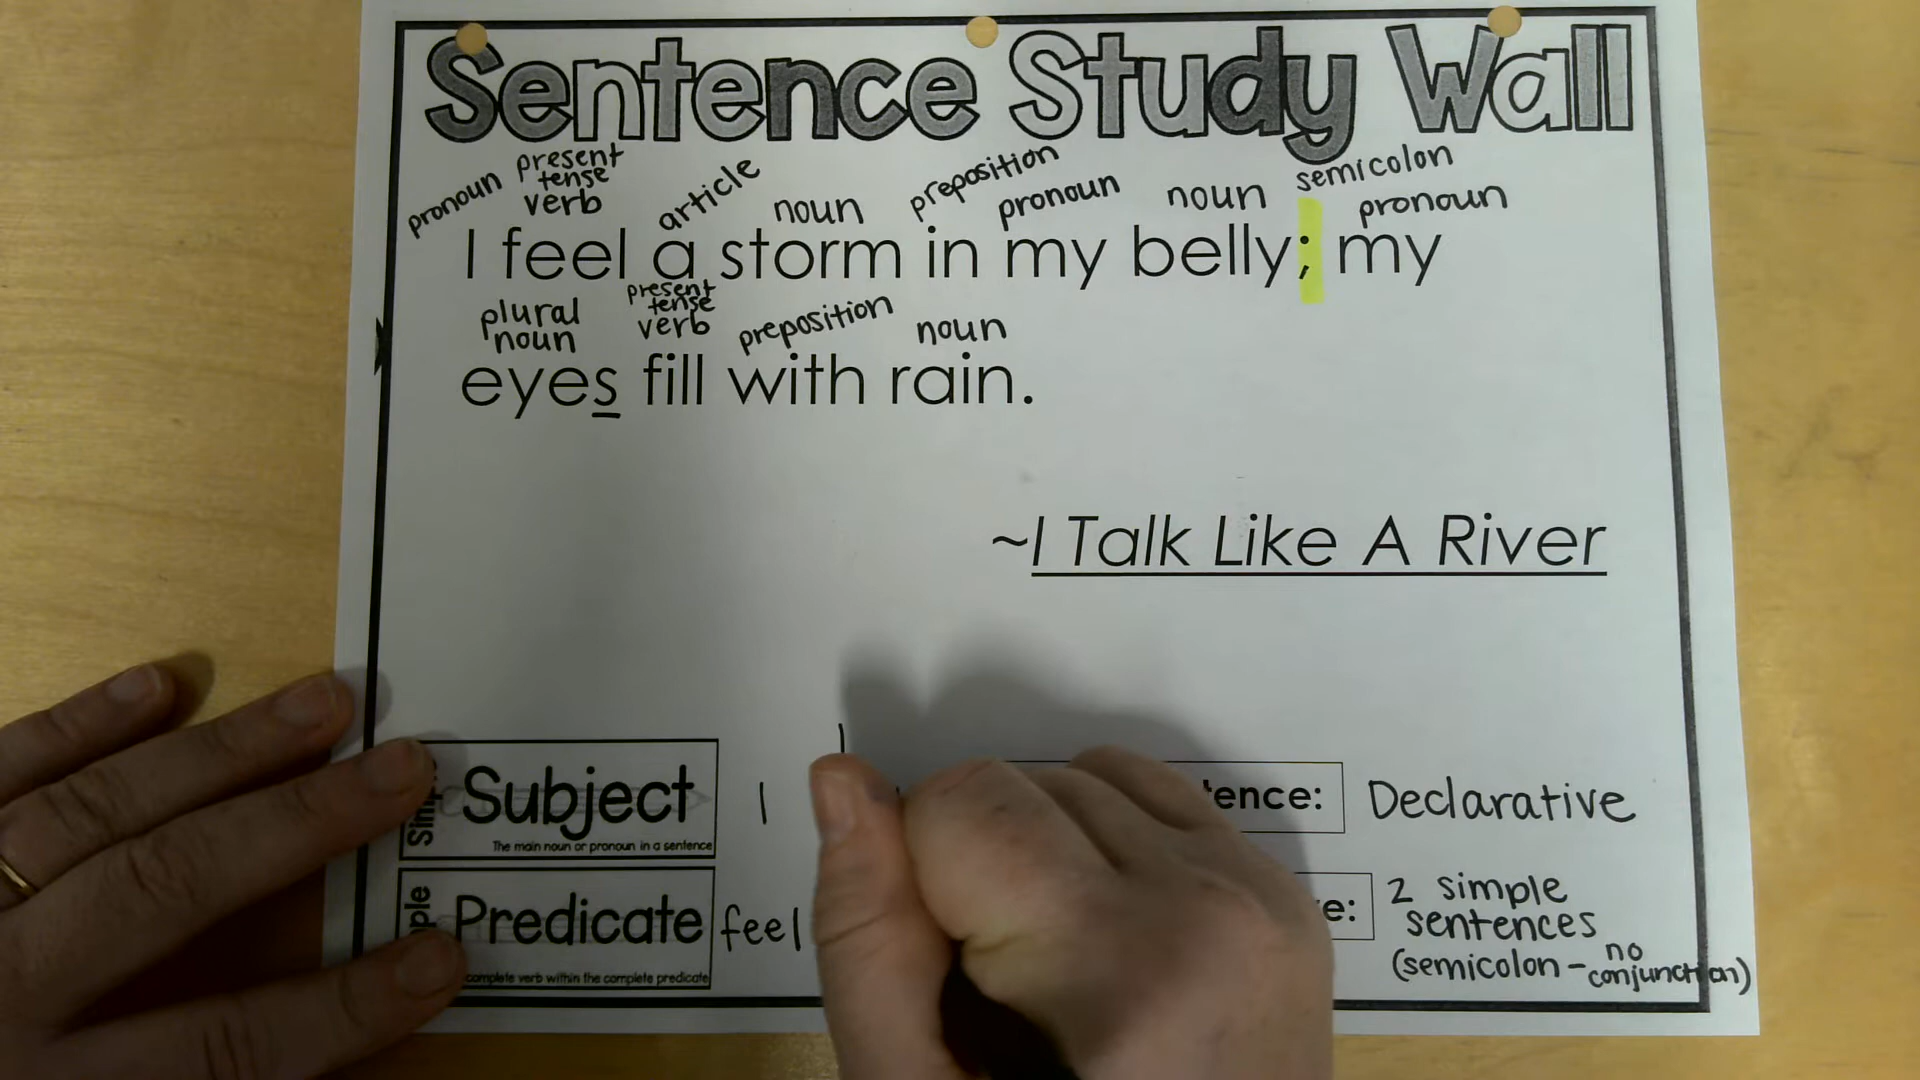 Sentence Study Wall
pronoun present tense verb article noun preposition pronoun noun semicolon pronoun
I feel a storm in my belly; my
plural noun present tense verb preposition noun
eyes fill with rain.
~I Talk Like A River
Subject I Declarative
The main noun or pronoun in a sentence
Predicate feel 2 simple
sentences
(semicolon - no conjunction)
complete verb within the complete predicate